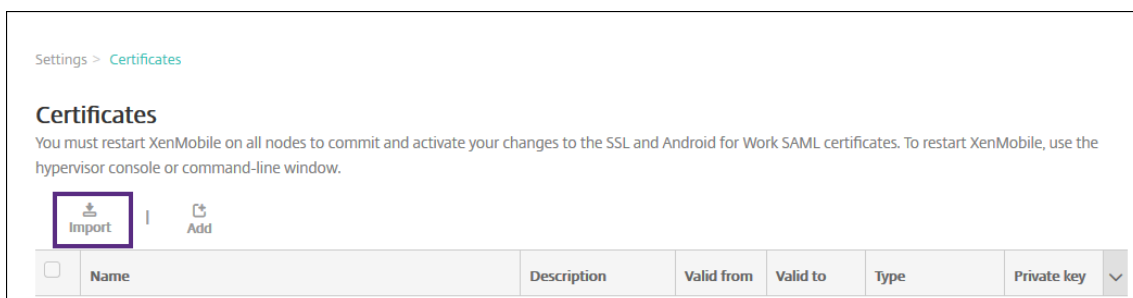 Settings > Certificates
Certificates
You must restart XenMobile on all nodes to commit and activate your changes to the SSL and Android for Work SAML certificates. To restart XenMobile, use the
hypervisor console or command-line window.
Import | Add
Name Description Valid from Valid to Type Private key